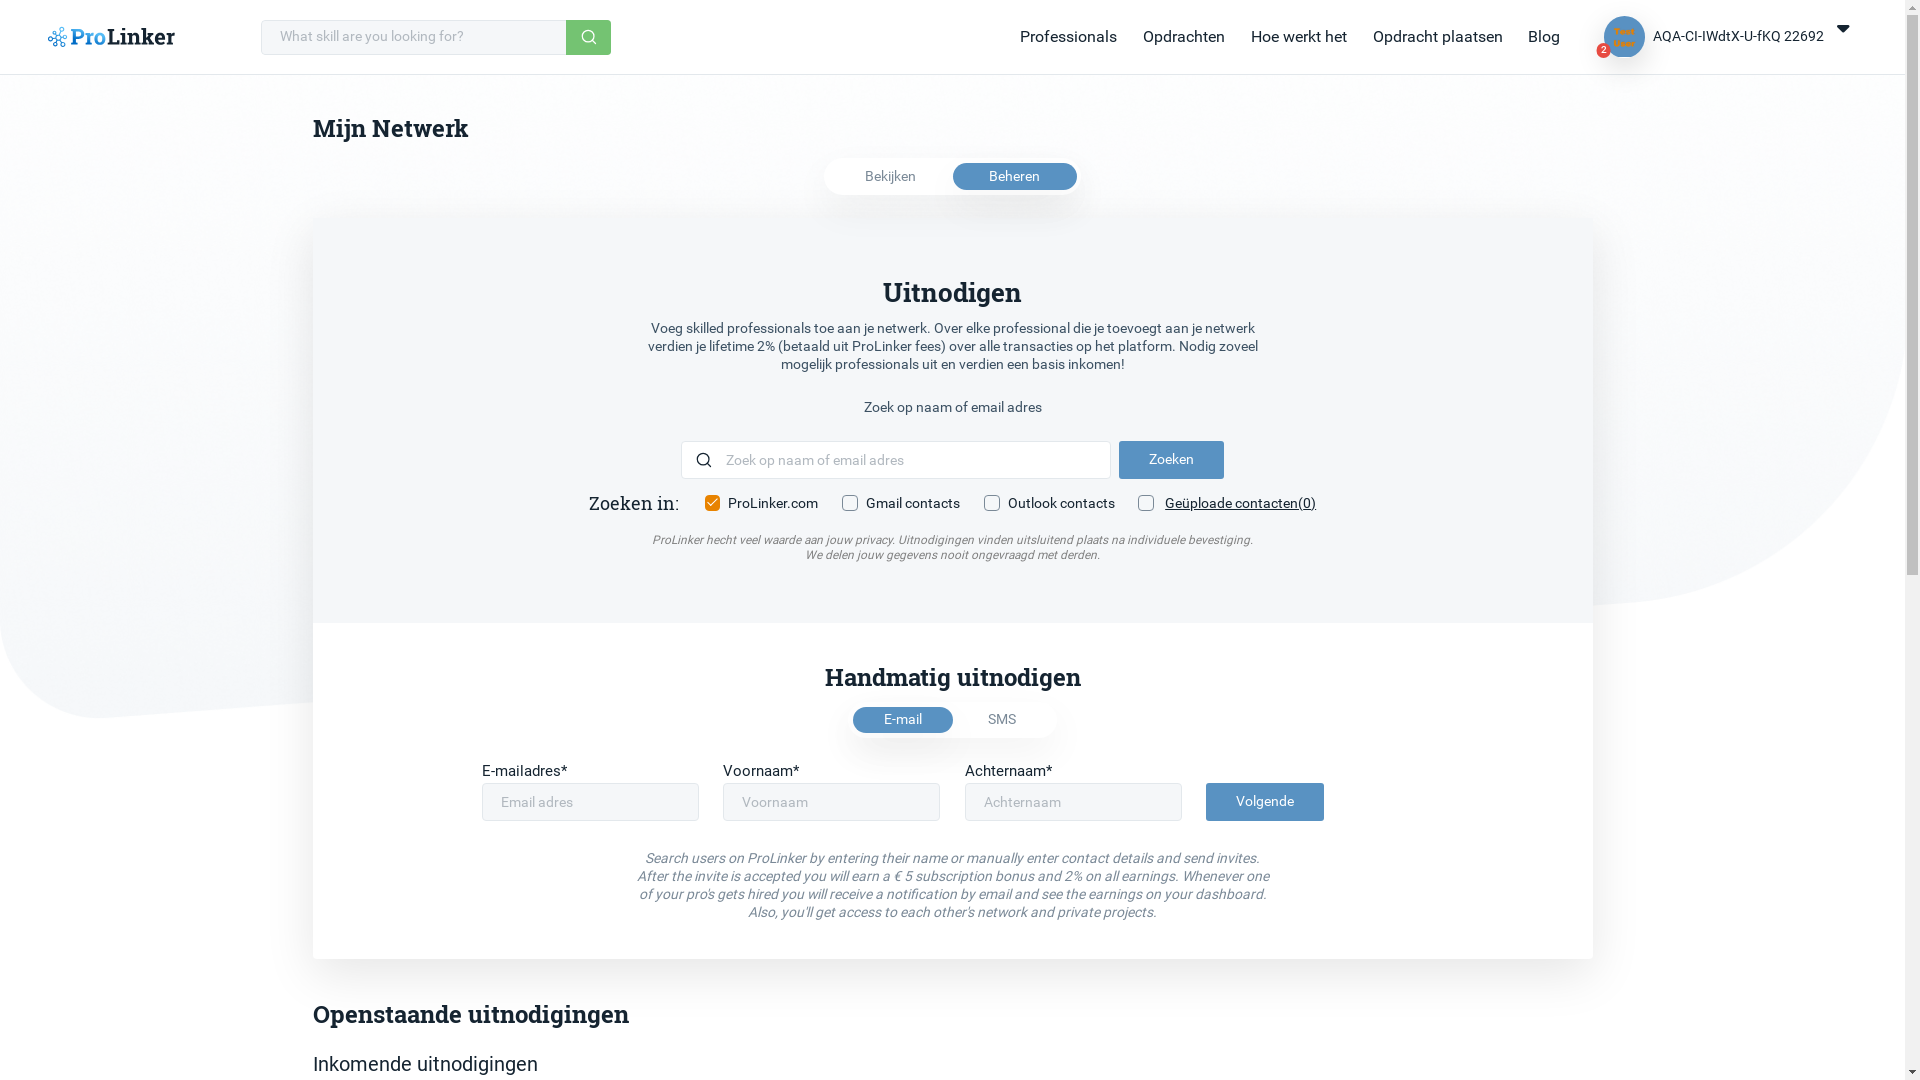 ProLinker
What skill are you looking for?
Professionals
Opdrachten
Hoe werkt het
Opdracht plaatsen
Blog
Test
User
2
AQA-CI-IWdtX-U-fKQ 22692
Mijn Netwerk
Bekijken
Beheren
Uitnodigen
Voeg skilled professionals toe aan je netwerk. Over elke professional die je toevoegt aan je netwerk
verdien je lifetime 2% (betaald uit ProLinker fees) over alle transacties op het platform. Nodig zoveel
mogelijk professionals uit en verdien een basis inkomen!
Zoek op naam of email adres
Zoek op naam of email adres
Zoeken
Zoeken in:
ProLinker.com
Gmail contacts
Outlook contacts
Geüploade contacten(0)
ProLinker hecht veel waarde aan jouw privacy. Uitnodigingen vinden uitsluitend plaats na individuele bevestiging.
We delen jouw gegevens nooit ongevraagd met derden.
Handmatig uitnodigen
E-mail
SMS
E-mailadres*
Voornaam*
Achternaam*
Email adres
Voornaam
Achternaam
Volgende
Search users on ProLinker by entering their name or manually enter contact details and send invites.
After the invite is accepted you will earn a € 5 subscription bonus and 2% on all earnings. Whenever one
of your pro's gets hired you will receive a notification by email and see the earnings on your dashboard.
Also, you'll get access to each other's network and private projects.
Openstaande uitnodigingen
Inkomende uitnodigingen